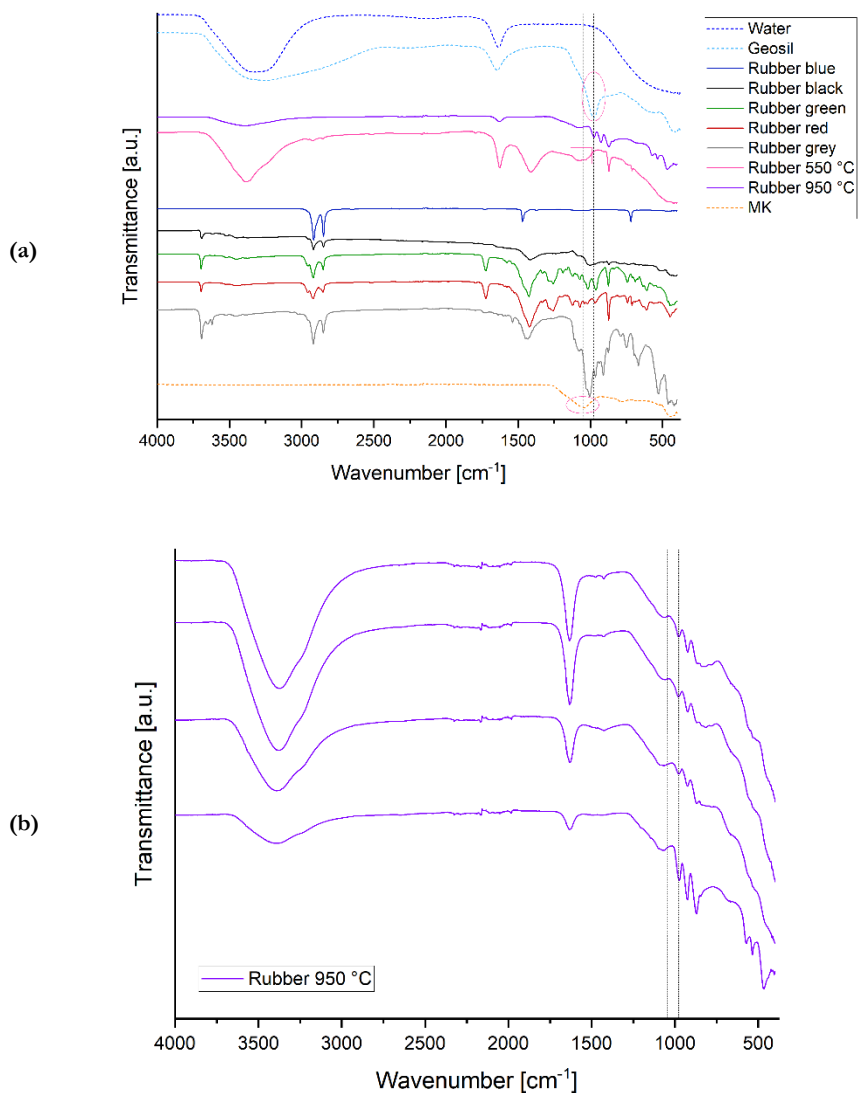 (a)
Transmittance [a.u.]
Water
Geosil
Rubber blue
Rubber black
Rubber green
Rubber red
Rubber grey
Rubber 550 °C
Rubber 950 °C
MK
4000 3500 3000 2500 2000 1500 1000 500
Wavenumber [cm⁻¹]
(b)
Transmittance [a.u.]
Rubber 950 °C
4000 3500 3000 2500 2000 1500 1000 500
Wavenumber [cm⁻¹]